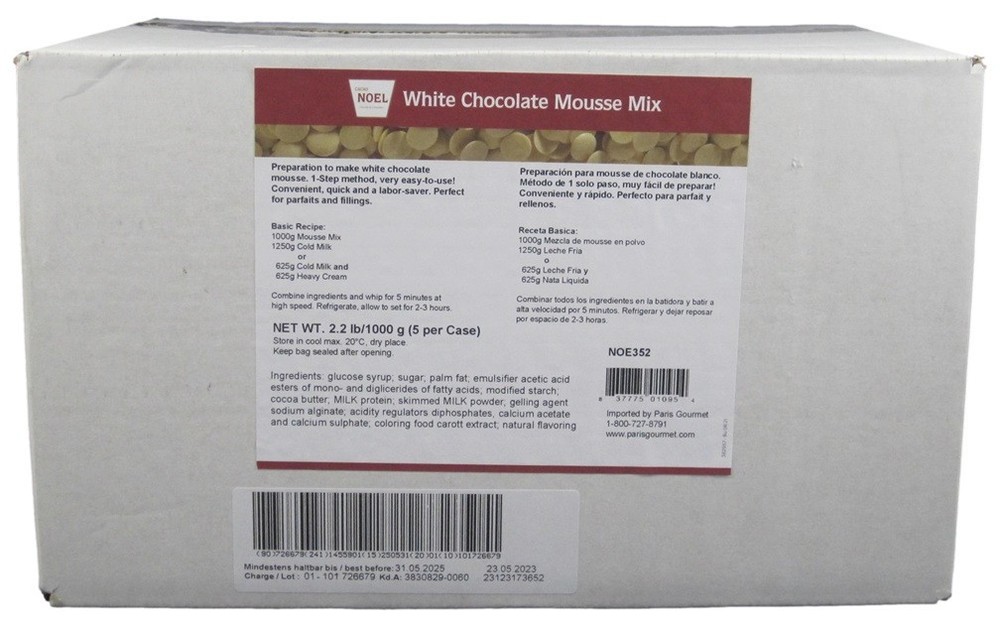 CACAO
NOEL
White Chocolate Mousse Mix
Preparation to make white chocolate
mousse. 1-Step method, very easy-to-use!
Convenient, quick and a labor-saver. Perfect
for parfaits and fillings.
Basic Recipe:
1000g Mousse Mix
1250g Cold Milk
or
625g Cold Milk and
625g Heavy Cream
Combine ingredients and whip for 5 minutes at
high speed. Refrigerate, allow to set for 2-3 hours.
NET WT. 2.2 lb/1000 g (5 per Case)
Store in cool max. 20°C, dry place.
Keep bag sealed after opening.
Ingredients: glucose syrup; sugar; palm fat; emulsifier acetic acid
esters of mono- and diglicerides of fatty acids; modified starch;
cocoa butter; MILK protein; skimmed MILK powder; gelling agent
sodium alginate; acidity regulators diphosphates, calcium acetate
and calcium sulphate; coloring food carott extract; natural flavoring
Preparación para mousse de chocolate blanco.
Método de 1 solo paso, muy fácil de preparar!
Conveniente y rápido. Perfecto para parfait y
rellenos.
Receta Basica:
1000g Mezcla de mousse en polvo
1250g Leche Fria
o
625g Leche Fria y
625g Nata Liquida
Combinar todos los ingredientes en la batidora y batir a
alta velocidad por 5 minutos. Refrigerar y dejar reposar
por espacio de 2-3 horas.
NOE352
8 37775 01095 4
Imported by Paris Gourmet
1-800-727-8791
www.parisgourmet.com
(90)726679(241)1455901(15)250531(20)01(10)101726679
Mindestens haltbar bis / best before: 31.05.2025 23.05.2023
Charge / Lot : 01 - 101 726679 Kd.A: 3830829-0060 23123173652